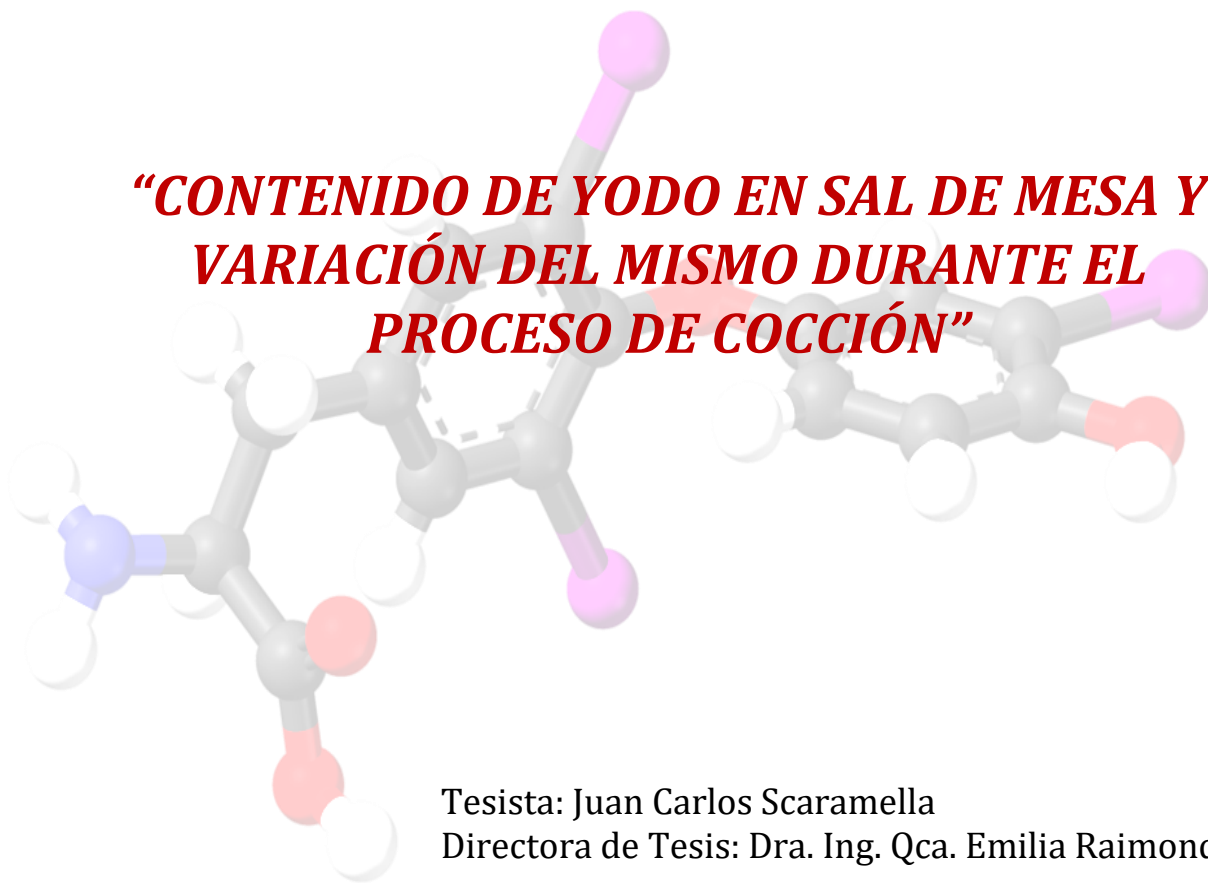 “CONTENIDO DE YODO EN SAL DE MESA Y
VARIACIÓN DEL MISMO DURANTE EL
PROCESO DE COCCIÓN”
Tesista: Juan Carlos Scaramella
Directora de Tesis: Dra. Ing. Qca. Emilia